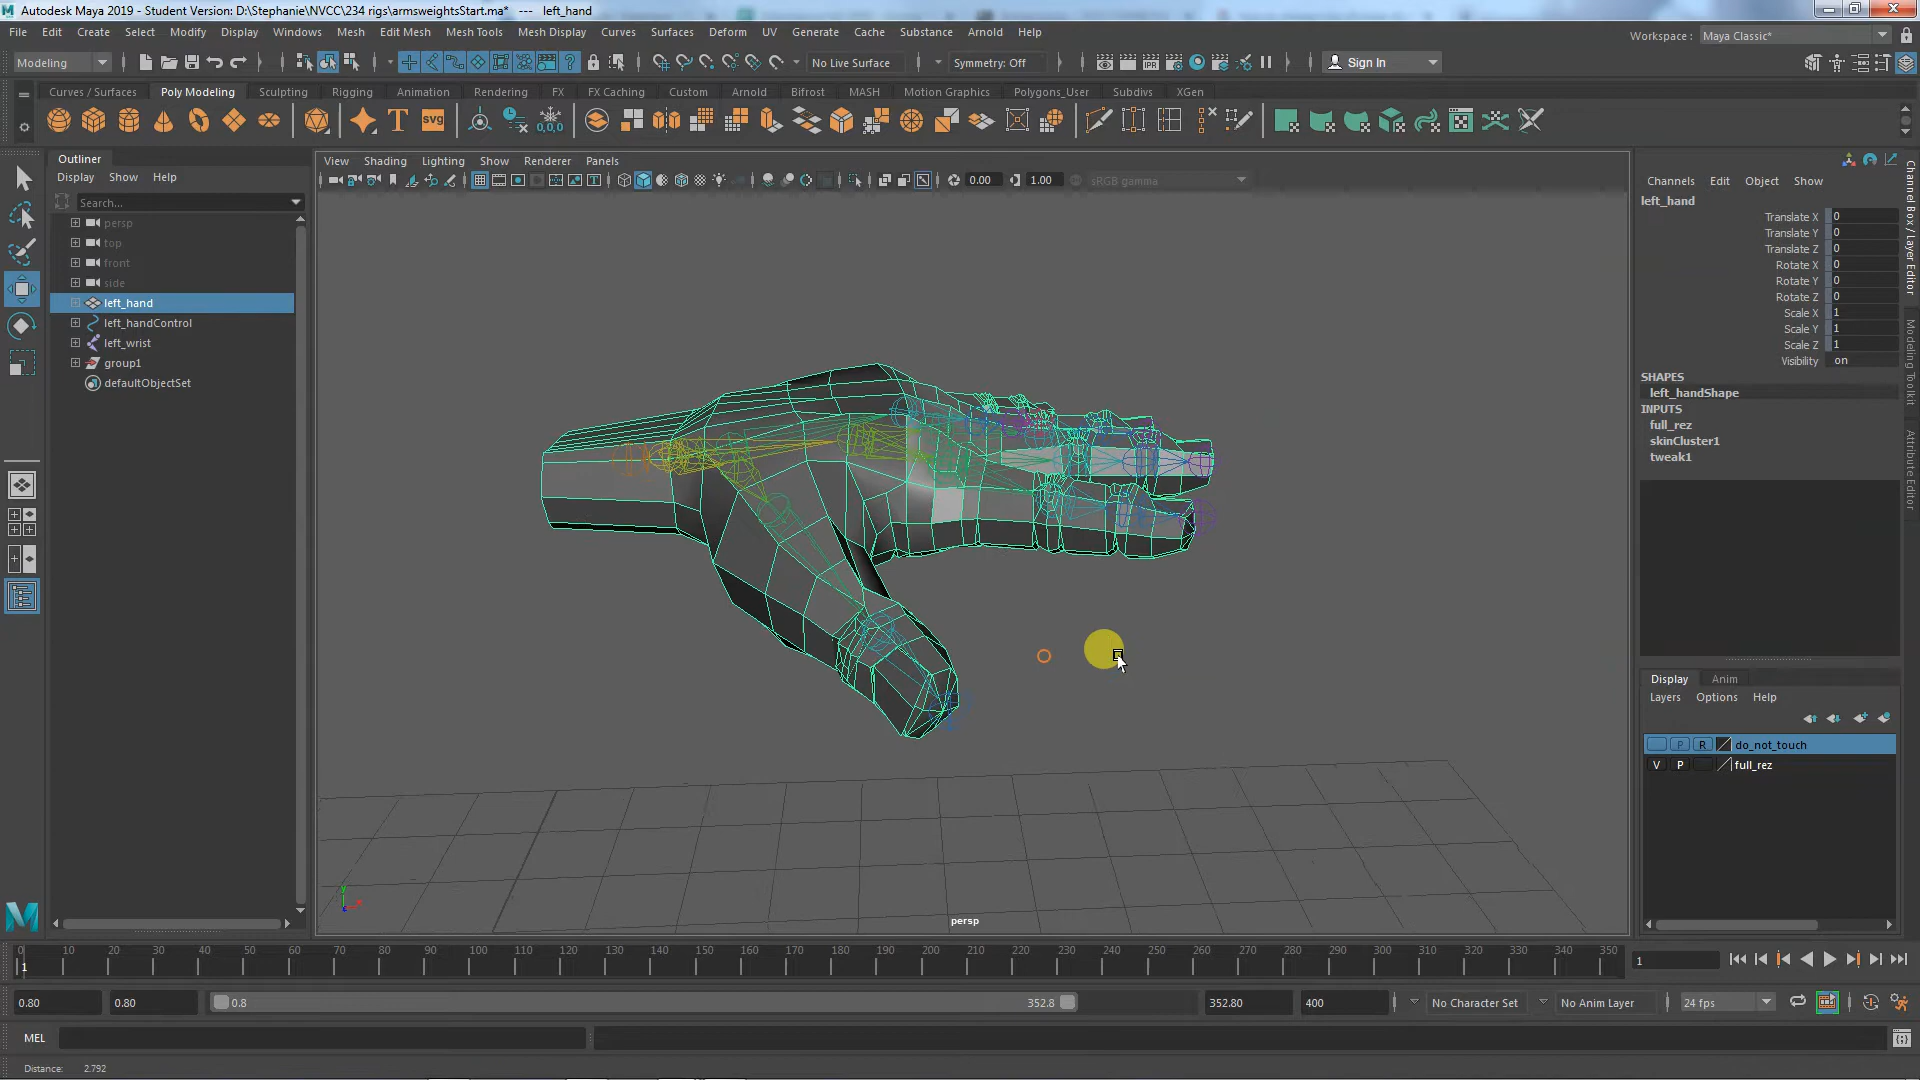 Autodesk Maya 2019 - Student Version: D:\Stephanie\NVCC\234 rigs\armsweightsStart.ma* --- left_hand
File Edit Create Select Modify Display Windows Mesh Edit Mesh Mesh Tools Mesh Display Curves Surfaces Deform UV Generate Cache Substance Arnold Help
Workspace : Maya Classic*
Modeling No Live Surface Symmetry: Off Sign In
Curves / Surfaces Poly Modeling Sculpting Rigging Animation Rendering FX FX Caching Custom Arnold Bifrost MASH Motion Graphics Polygons_User Subdivs XGen
Outliner
Display Show Help
Search...
persp
top
front
side
left_hand
left_handControl
left_wrist
group1
defaultObjectSet
View Shading Lighting Show Renderer Panels
0.00 1.00 sRGB gamma
persp
Channels Edit Object Show
left_hand
Translate X 0
Translate Y 0
Translate Z 0
Rotate X 0
Rotate Y 0
Rotate Z 0
Scale X 1
Scale Y 1
Scale Z 1
Visibility on
SHAPES
left_handShape
INPUTS
full_rez
skinCluster1
tweak1
Channel Box / Layer Editor
Modeling Toolkit
Attribute Editor
Display Anim
Layers Options Help
P R do_not_touch
V P full_rez
0 10 20 30 40 50 60 70 80 90 100 110 120 130 140 150 160 170 180 190 200 210 220 230 240 250 260 270 280 290 300 310 320 330 340 350
1
1
0.80 0.80 0.8 352.8 352.80 400 No Character Set No Anim Layer 24 fps
MEL
Distance: 2.792